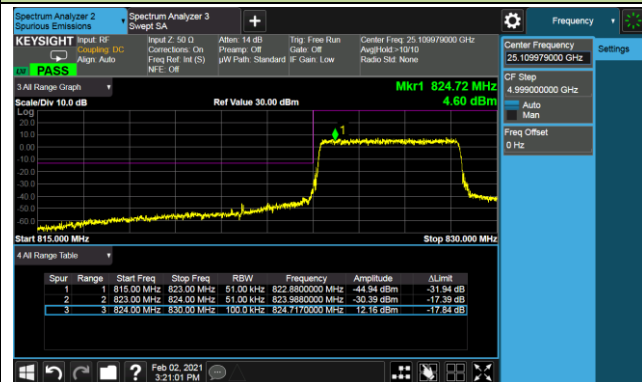 Spectrum Analyzer 2
Spurious Emissions
Spectrum Analyzer 3
Swept SA
Frequency
KEYSIGHT Input: RF
Coupling: DC
Align: Auto
Input Z: 50 Ω
Corrections: On
Freq Ref: Int (S)
NFE: Off
Atten: 14 dB
Preamp: Off
µW Path: Standard
Trig: Free Run
Gate: Off
IF Gain: Low
Center Freq: 25.109979000 GHz
Avg|Hold:>10/10
Radio Std: None
PASS
Center Frequency
25.109979000 GHz
Settings
CF Step
4.999000000 GHz
Auto
Man
Freq Offset
0 Hz
3 All Range Graph
Mkr1 824.72 MHz
Scale/Div 10.0 dB
Ref Value 30.00 dBm
4.60 dBm
Log
20.0
10.0
0.00
-10.0
-20.0
-30.0
-40.0
-50.0
-60.0
1
Start 815.000 MHz
Stop 830.000 MHz
4 All Range Table
Spur Range Start Freq Stop Freq RBW Frequency Amplitude ΔLimit
1 1 815.00 MHz 823.00 MHz 51.00 kHz 822.8800000 MHz -44.94 dBm -31.94 dB
2 2 823.00 MHz 824.00 MHz 51.00 kHz 823.9880000 MHz -30.39 dBm -17.39 dB
3 3 824.00 MHz 830.00 MHz 100.0 kHz 824.7170000 MHz 12.16 dBm -17.84 dB
Feb 02, 2021
3:21:01 PM